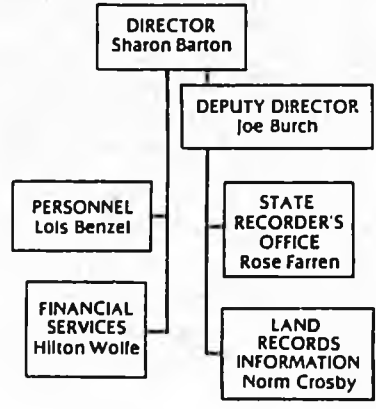 DIRECTOR
Sharon Barton
DEPUTY DIRECTOR
Joe Burch
PERSONNEL
Lois Benzel
STATE
RECORDER'S
OFFICE
Rose Farren
FINANCIAL
SERVICES
Hilton Wolfe
LAND
RECORDS
INFORMATION
Norm Crosby